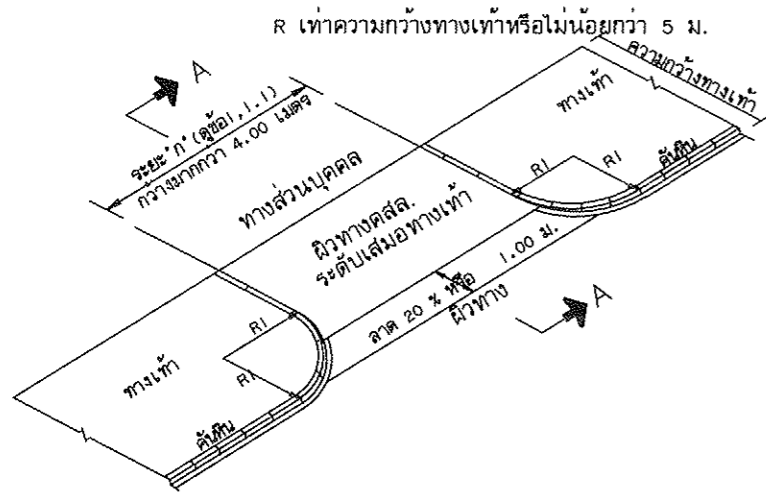 R เท่าความกว้างทางเท้าหรือไม่น้อยกว่า 5 ม.
A
ความกว้างทางเท้า
ระยะ"ก" (ดูข้อ1,1.1)
กว้างมากกว่า 4.00 เมตร
ทางเท้า
ทางส่วนบุคคล
R1
R1
คันหิน
ผิวทางคสล.
ระดับเสมอทางเท้า
ลาด 20 % หรือ 1.00 ม.
ผิวทาง
A
R1
ทางเท้า
R1
คันหิน